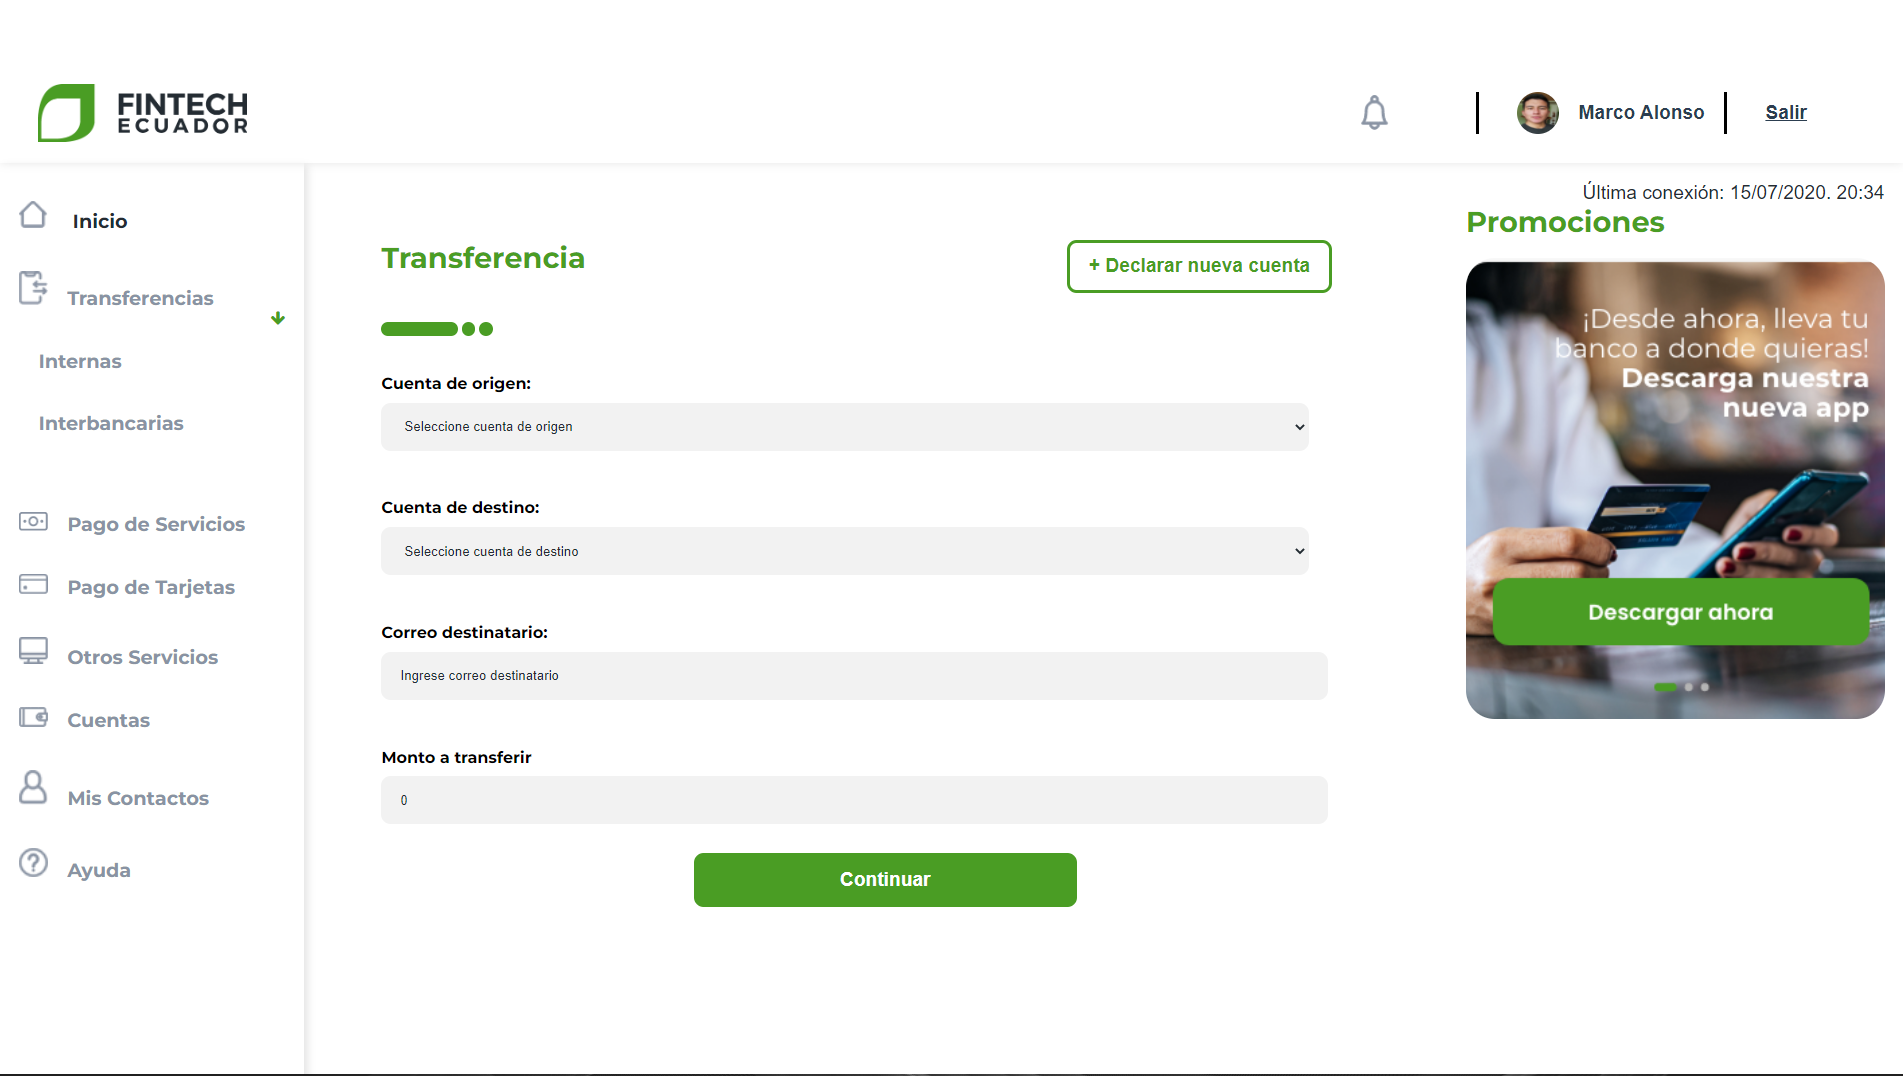 FINTECH
ECUADOR
Marco Alonso
Salir
Última conexión: 15/07/2020. 20:34
Inicio
Transferencias
Internas
Interbancarias
Pago de Servicios
Pago de Tarjetas
Otros Servicios
Cuentas
Mis Contactos
Ayuda
Transferencia
+ Declarar nueva cuenta
Cuenta de origen:
Seleccione cuenta de origen
Cuenta de destino:
Seleccione cuenta de destino
Correo destinatario:
Ingrese correo destinatario
Monto a transferir
0
Continuar
Promociones
¡Desde ahora, lleva tu
banco a donde quieras!
Descarga nuestra
nueva app
Descargar ahora